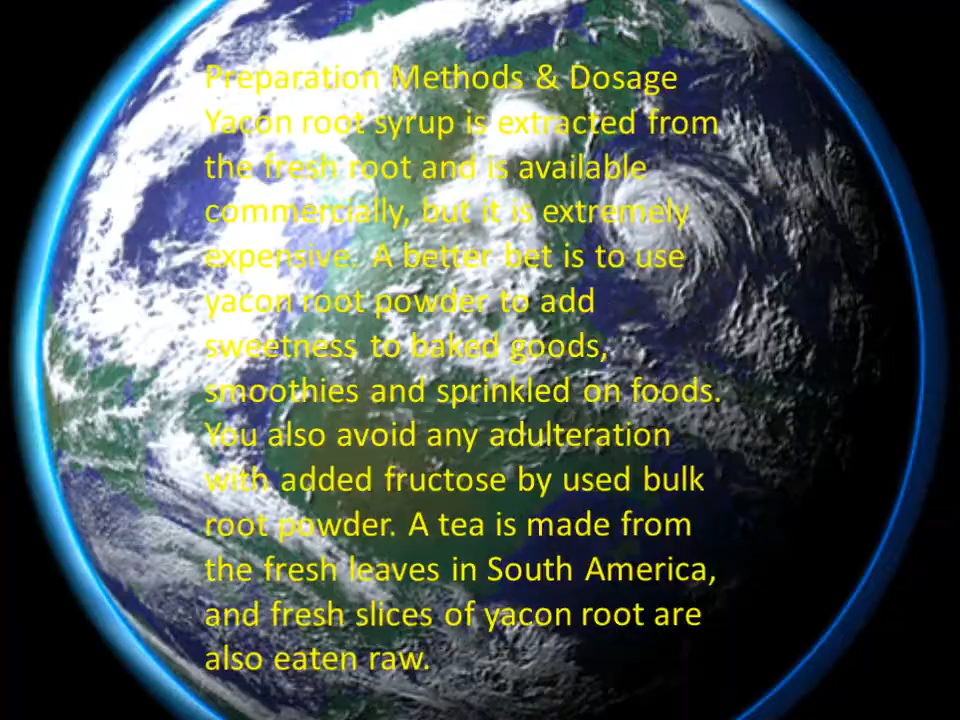 Preparation Methods & Dosage
Yacon root syrup is extracted from
the fresh root and is available
commercially, but it is extremely
expensive. A better bet is to use
yacon root powder to add
sweetness to baked goods,
smoothies and sprinkled on foods.
You also avoid any adulteration
with added fructose by used bulk
root powder. A tea is made from
the fresh leaves in South America,
and fresh slices of yacon root are
also eaten raw.